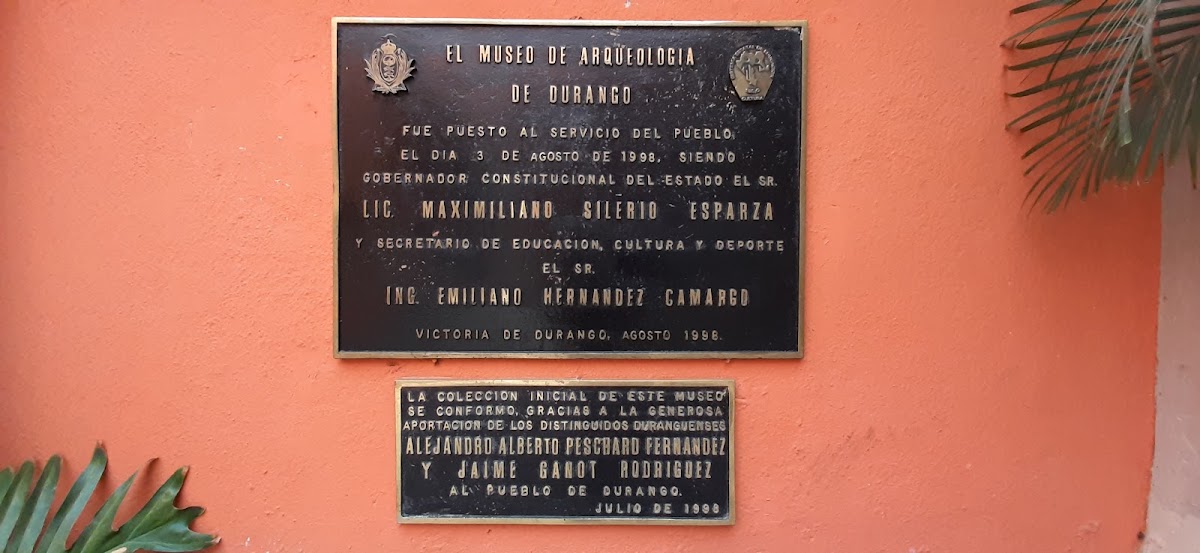 EL MUSEO DE ARQUEOLOGIA
DE DURANGO
FUE PUESTO AL SERVICIO DEL PUEBLO,
EL DIA 3 DE AGOSTO DE 1998, SIENDO
GOBERNADOR CONSTITUCIONAL DEL ESTADO EL SR.
LIC. MAXIMILIANO SILERIO ESPARZA
Y SECRETARIO DE EDUCACION, CULTURA Y DEPORTE
EL SR.
ING. EMILIANO HERNANDEZ CAMARGO
VICTORIA DE DURANGO, AGOSTO 1998.
LA COLECCION INICIAL DE ESTE MUSEO
SE CONFORMO, GRACIAS A LA GENEROSA
APORTACION DE LOS DISTINGUIDOS DURANGUENSES
ALEJANDRO ALBERTO PESCHARD FERNANDEZ
Y JAIME GANOT RODRIGUEZ
AL PUEBLO DE DURANGO.
JULIO DE 1998